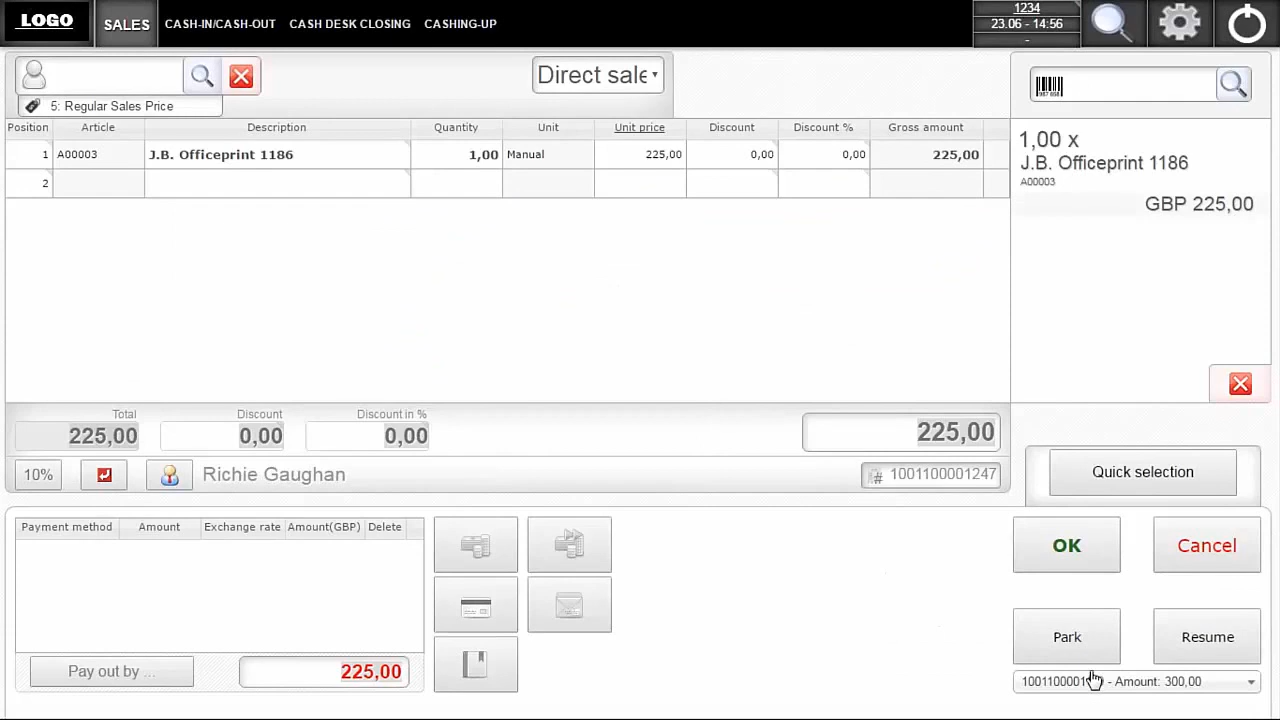 LOGO
SALES
CASH-IN/CASH-OUT
CASH DESK CLOSING
CASHING-UP
1234
23.06 - 14:56
-
Direct sale
5: Regular Sales Price
Position Article Description Quantity Unit Unit price Discount Discount % Gross amount
1 A00003 J.B. Officeprint 1186 1,00 Manual 225,00 0,00 0,00 225,00
2
1,00 x
J.B. Officeprint 1186
A00003
GBP 225,00
Total Discount Discount in %
225,00 0,00 0,00 225,00
10% Richie Gaughan # 1001100001247
Quick selection
Payment method Amount Exchange rate Amount(GBP) Delete
OK Cancel
Park Resume
Pay out by ... 225,00
- Amount: 300,00